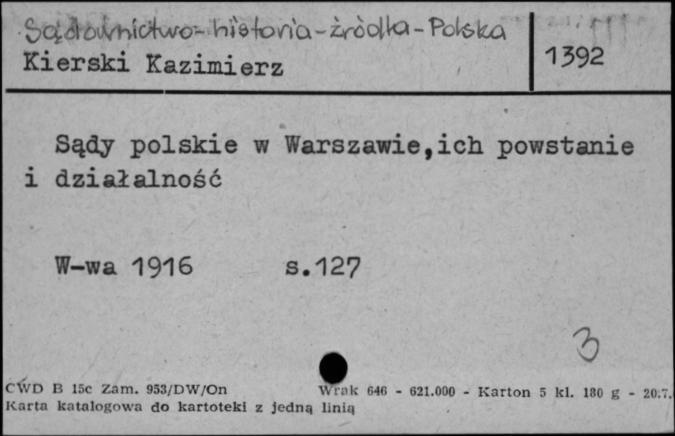 Sądownictwo-historia-źródła-Polska
Kierski Kazimierz
1392
Sądy polskie w Warszawie,ich powstanie
i działalność
W-wa 1916 s.127
3
CWD B 15c Zam. 953/DW/On Wrak 646 - 621.000 - Karton 5 kl. 180 g - 20.7.
Karta katalogowa do kartoteki z jedną linią